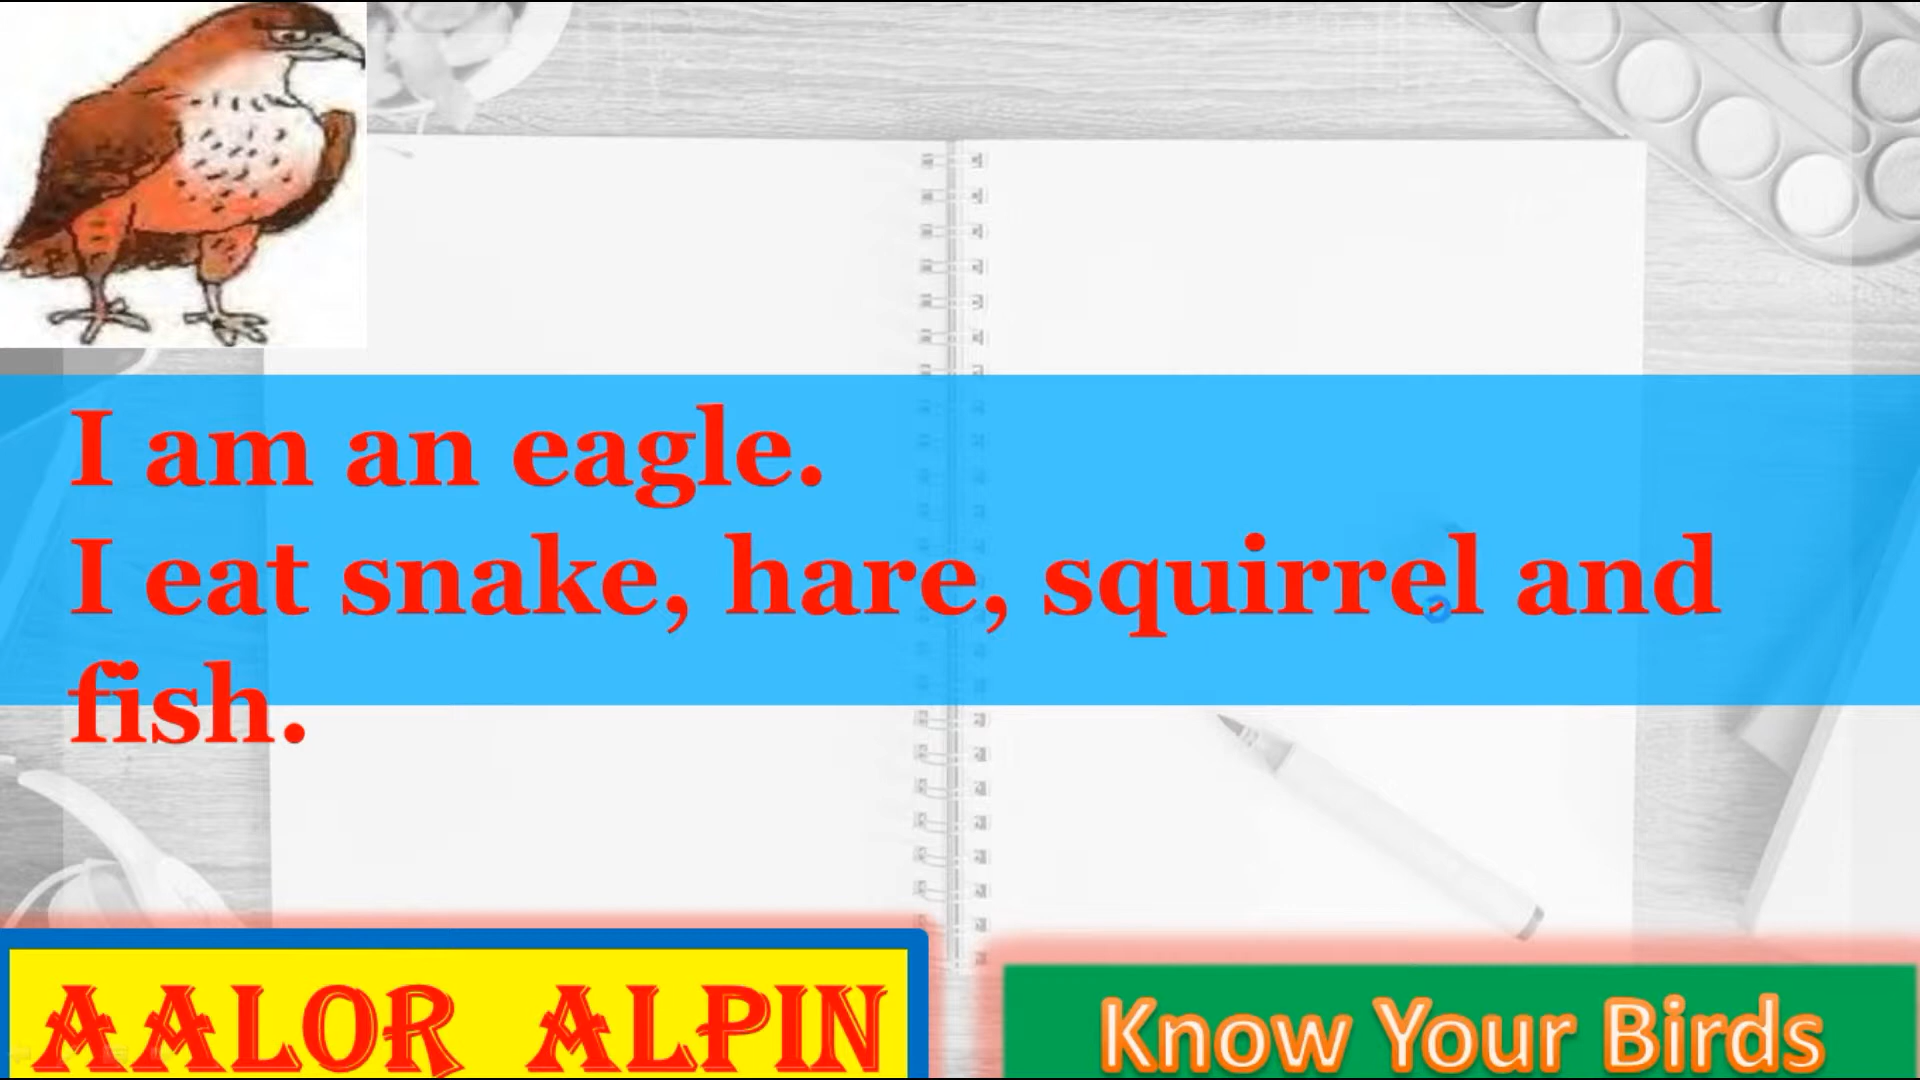 I am an eagle.
I eat snake, hare, squirrel and
fish.
AALOR ALPIN
Know Your Birds